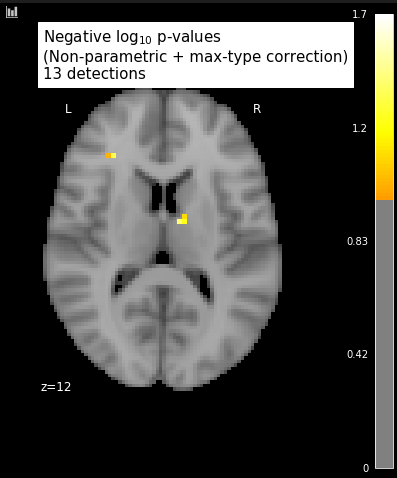 Negative log₁₀ p-values
(Non-parametric + max-type correction)
13 detections
L
R
z=12
1.7
1.2
0.83
0.42
0